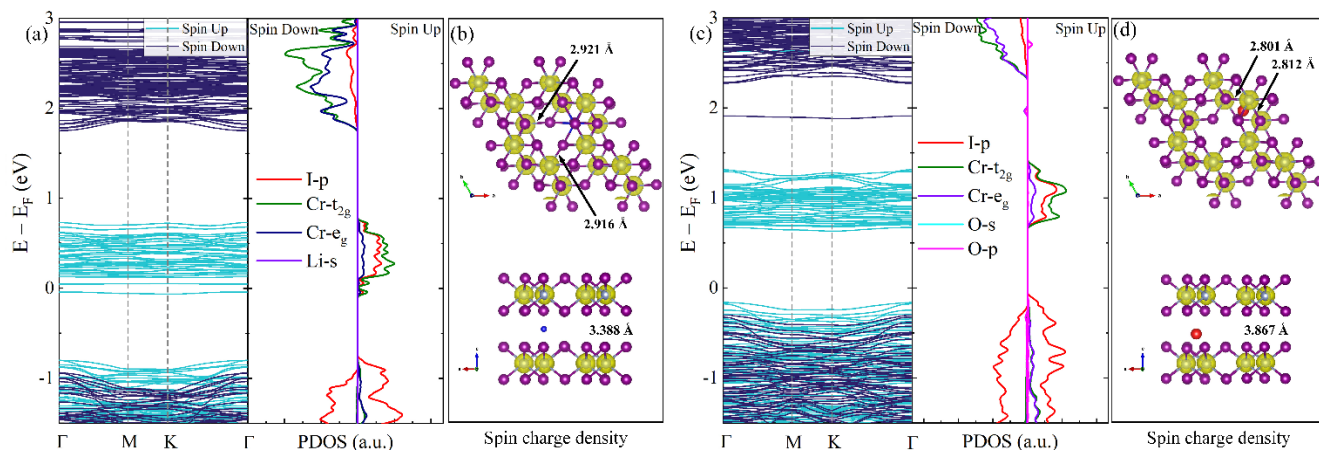 (a)
E − E_F (eV)
3
2
1
0
-1
Spin Up
Spin Down
Γ M K Γ
Spin Down Spin Up
I-p
Cr-t2g
Cr-eg
Li-s
PDOS (a.u.)
(b)
2.921 Å
2.916 Å
b
a
3.388 Å
c
a
Spin charge density
(c)
E − E_F (eV)
3
2
1
0
-1
Spin Up
Spin Down
Γ M K Γ
Spin Down Spin Up
I-p
Cr-t2g
Cr-eg
O-s
O-p
PDOS (a.u.)
(d)
2.801 Å
2.812 Å
b
a
3.867 Å
c
a
Spin charge density